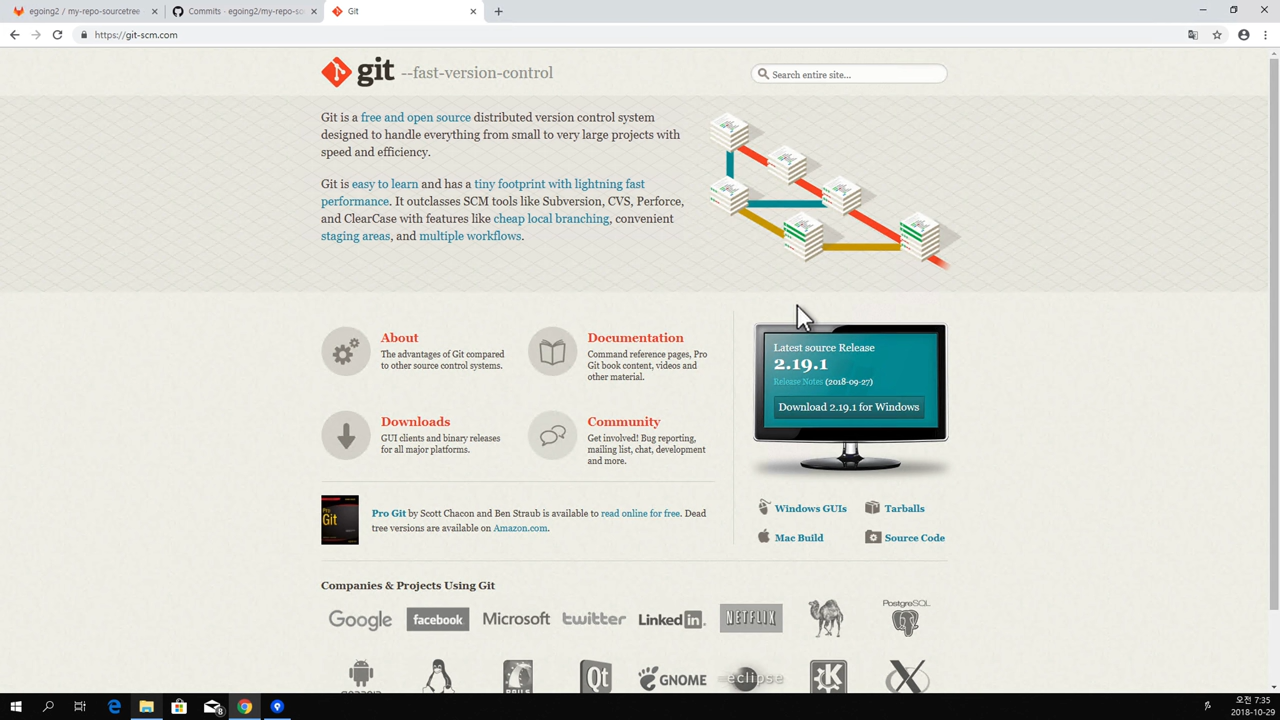 egoing2 / my-repo-sourcetree
Commits · egoing2/my-repo-so
Git
https://git-scm.com
git --fast-version-control
Search entire site...
Git is a free and open source distributed version control system
designed to handle everything from small to very large projects with
speed and efficiency.
Git is easy to learn and has a tiny footprint with lightning fast
performance. It outclasses SCM tools like Subversion, CVS, Perforce,
and ClearCase with features like cheap local branching, convenient
staging areas, and multiple workflows.
About
The advantages of Git compared
to other source control systems.
Documentation
Command reference pages, Pro
Git book content, videos and
other material.
Downloads
GUI clients and binary releases
for all major platforms.
Community
Get involved! Bug reporting,
mailing list, chat, development
and more.
Latest source Release
2.19.1
Release Notes (2018-09-27)
Download 2.19.1 for Windows
Pro Git by Scott Chacon and Ben Straub is available to read online for free. Dead
tree versions are available on Amazon.com.
Pro
Git
Windows GUIs
Tarballs
Mac Build
Source Code
Companies & Projects Using Git
Google
facebook
Microsoft
twitter
LinkedIn
NETFLIX
PostgreSQL
RAILS
Qt
GNOME
eclipse
8
오전 7:35
2018-10-29